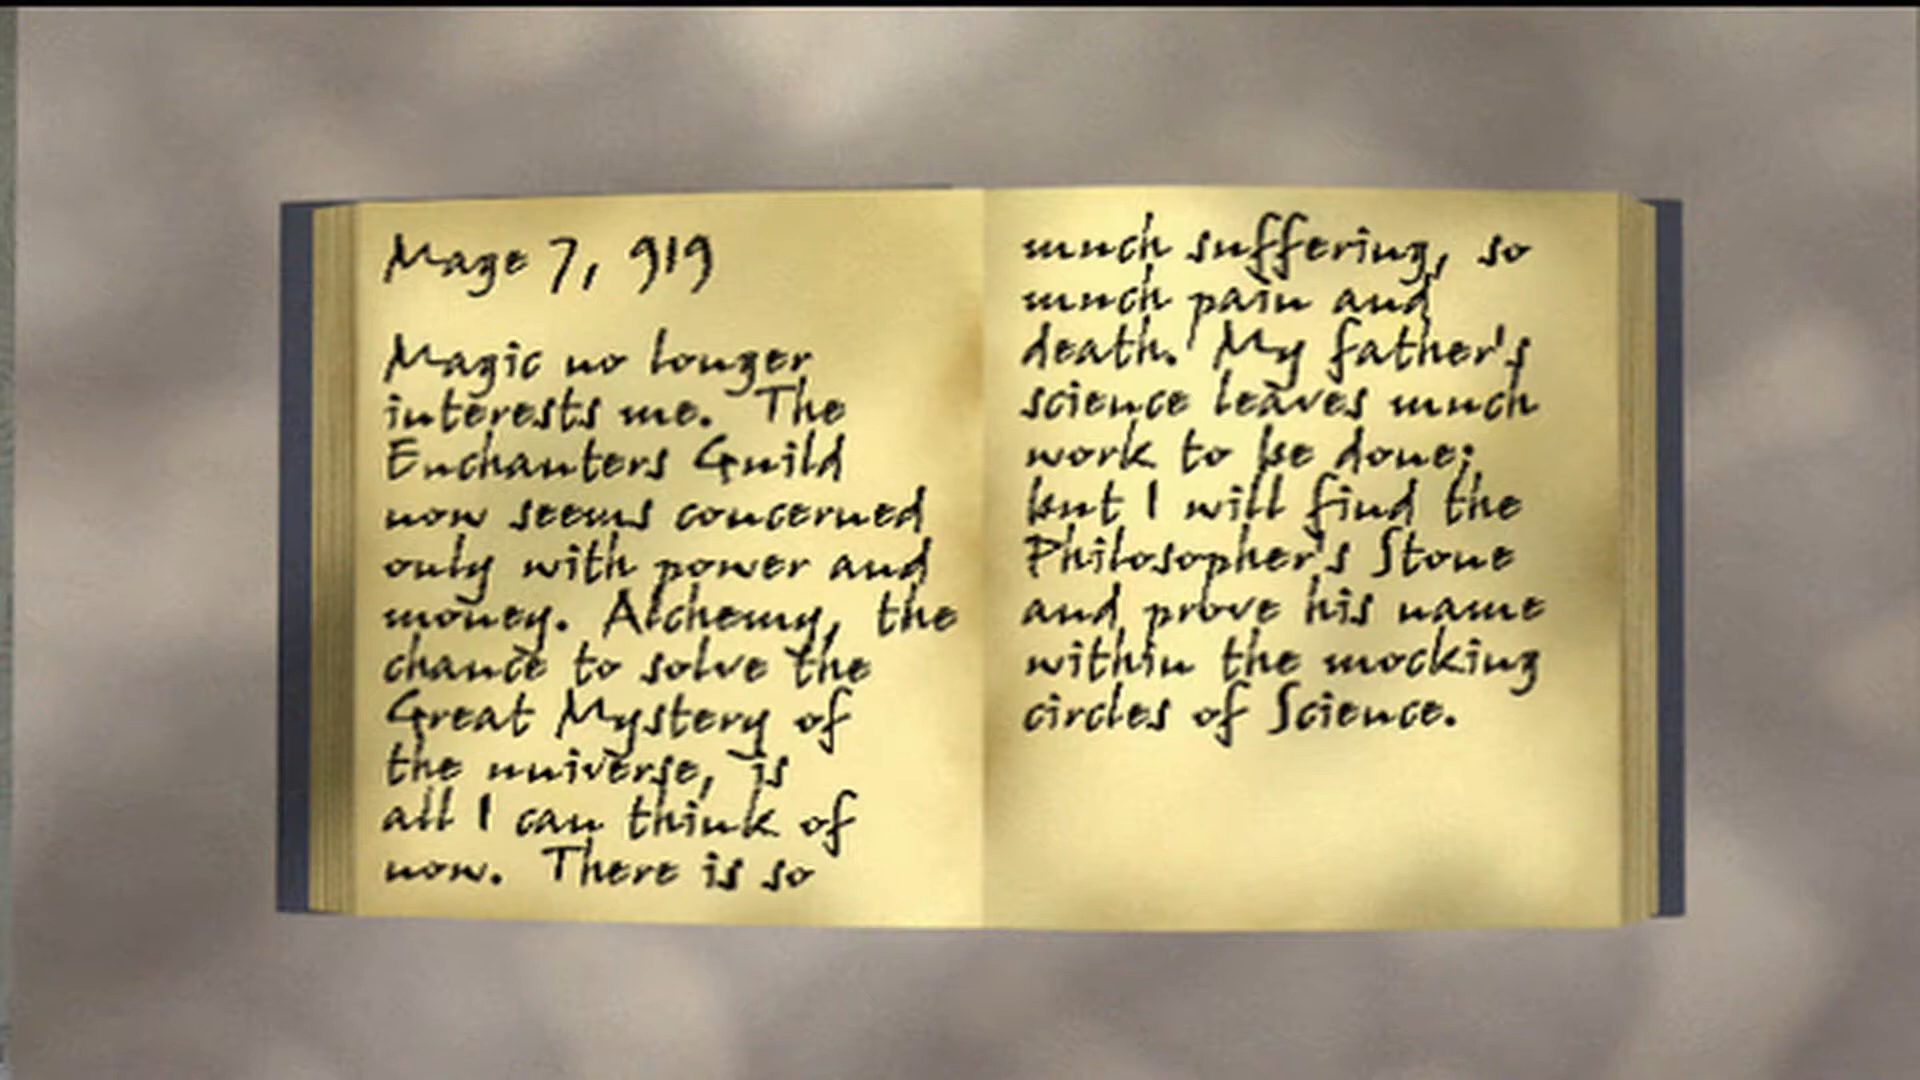 Mage 7, 919
Magic no longer
interests me. The
Enchanters Guild
now seems concerned
only with power and
money. Alchemy, the
chance to solve the
Great Mystery of
the universe, is
all I can think of
now. There is so
much suffering, so
much pain and
death. My father's
science leaves much
work to be done;
but I will find the
Philosopher's Stone
and prove his name
within the mocking
circles of Science.